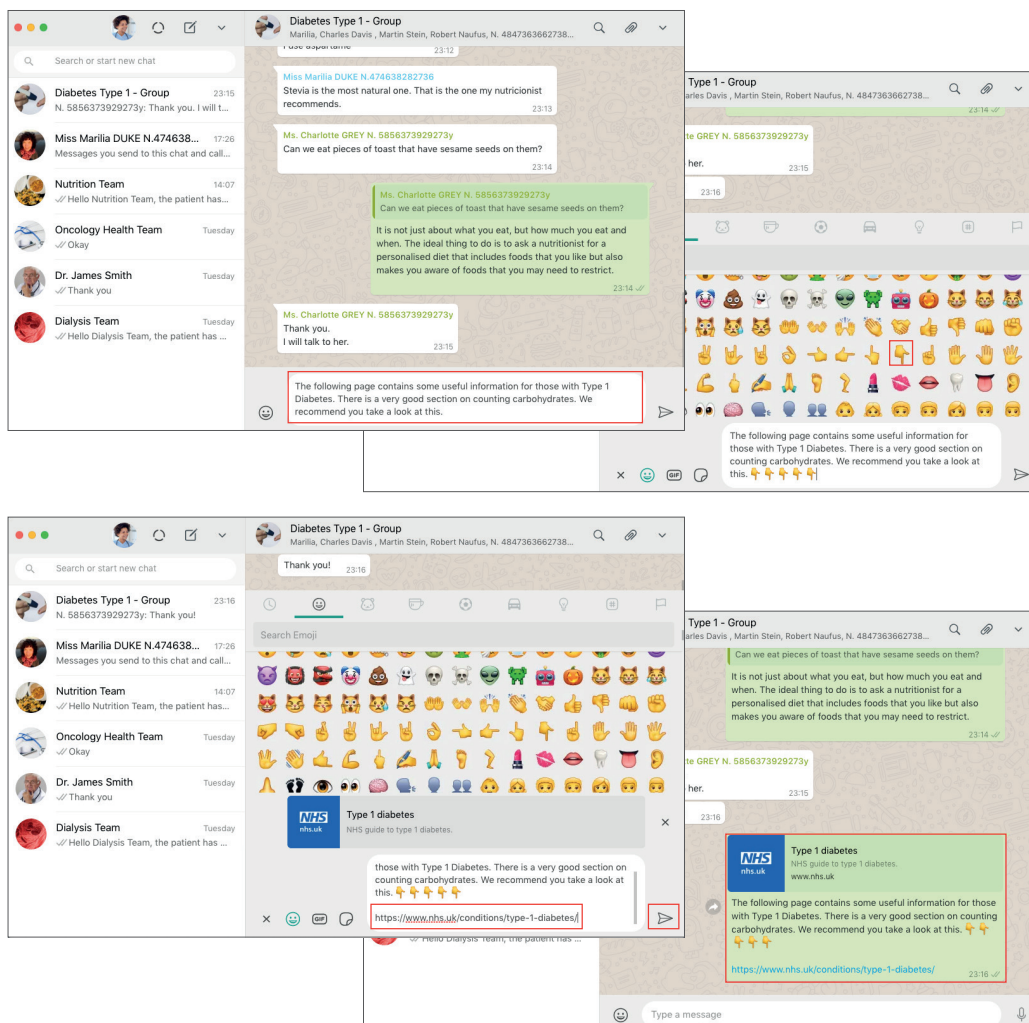 Diabetes Type 1 - Group
Marilia, Charles Davis , Martin Stein, Robert Naufus, N. 4847363662738...
Search or start new chat
Diabetes Type 1 - Group 23:15
N. 5856373929273y: Thank you. I will t...
Miss Marilia DUKE N.474638... 17:26
Messages you send to this chat and call...
Nutrition Team 14:07
Hello Nutrition Team, the patient has...
Oncology Health Team Tuesday
Okay
Dr. James Smith Tuesday
Thank you
Dialysis Team Tuesday
Hello Dialysis Team, the patient has ...
I use aspartame
23:12
Miss Marilia DUKE N.474638282736
Stevia is the most natural one. That is the one my nutricionist
recommends.
23:13
Ms. Charlotte GREY N. 5856373929273y
Can we eat pieces of toast that have sesame seeds on them?
23:14
Ms. Charlotte GREY N. 5856373929273y
Can we eat pieces of toast that have sesame seeds on them?
It is not just about what you eat, but how much you eat and
when. The ideal thing to do is to ask a nutritionist for a
personalised diet that includes foods that you like but also
makes you aware of foods that you may need to restrict.
23:14
Ms. Charlotte GREY N. 5856373929273y
Thank you.
I will talk to her.
23:15
The following page contains some useful information for those with Type 1
Diabetes. There is a very good section on counting carbohydrates. We
recommend you take a look at this.
Type 1 - Group
arles Davis , Martin Stein, Robert Naufus, N. 4847363662738...
23:14
te GREY N. 5856373929273y
her.
23:15
23:16
The following page contains some useful information for
those with Type 1 Diabetes. There is a very good section on
counting carbohydrates. We recommend you take a look at
this. 👇👇👇👇👇
GIF
Diabetes Type 1 - Group
Marilia, Charles Davis , Martin Stein, Robert Naufus, N. 4847363662738...
Search or start new chat
Diabetes Type 1 - Group 23:16
N. 5856373929273y: Thank you!
Miss Marilia DUKE N.474638... 17:26
Messages you send to this chat and call...
Nutrition Team 14:07
Hello Nutrition Team, the patient has...
Oncology Health Team Tuesday
Okay
Dr. James Smith Tuesday
Thank you
Dialysis Team Tuesday
Hello Dialysis Team, the patient has ...
Thank you!
23:16
Search Emoji
NHS
nhs.uk
Type 1 diabetes
NHS guide to type 1 diabetes.
those with Type 1 Diabetes. There is a very good section on
counting carbohydrates. We recommend you take a look at
this. 👇👇👇👇👇
https://www.nhs.uk/conditions/type-1-diabetes/
GIF
Hello Dialysis Team, the patient has ...
Type 1 - Group
arles Davis , Martin Stein, Robert Naufus, N. 4847363662738...
Can we eat pieces of toast that have sesame seeds on them?
It is not just about what you eat, but how much you eat and
when. The ideal thing to do is to ask a nutritionist for a
personalised diet that includes foods that you like but also
makes you aware of foods that you may need to restrict.
23:14
te GREY N. 5856373929273y
her.
23:15
23:16
NHS
nhs.uk
Type 1 diabetes
NHS guide to type 1 diabetes.
www.nhs.uk
The following page contains some useful information for those
with Type 1 Diabetes. There is a very good section on counting
carbohydrates. We recommend you take a look at this. 👇👇
👇👇👇
https://www.nhs.uk/conditions/type-1-diabetes/
23:16
Type a message